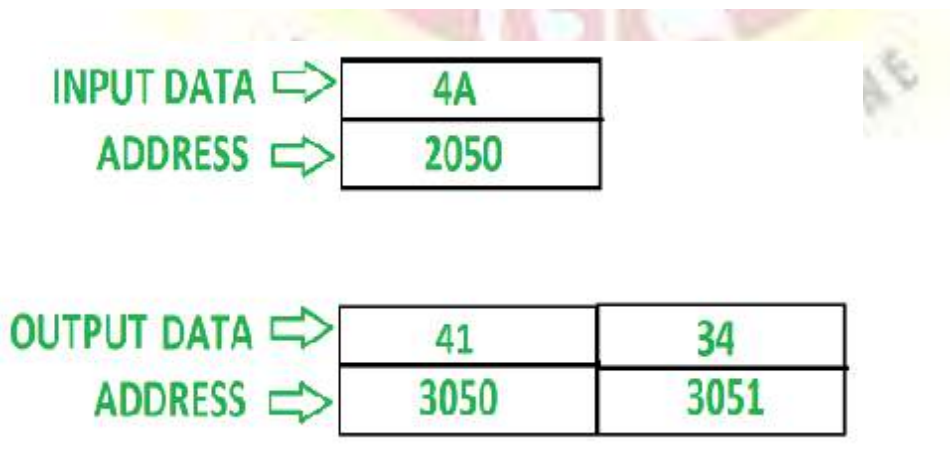 INPUT DATA 4A
ADDRESS 2050
OUTPUT DATA 41 34
ADDRESS 3050 3051